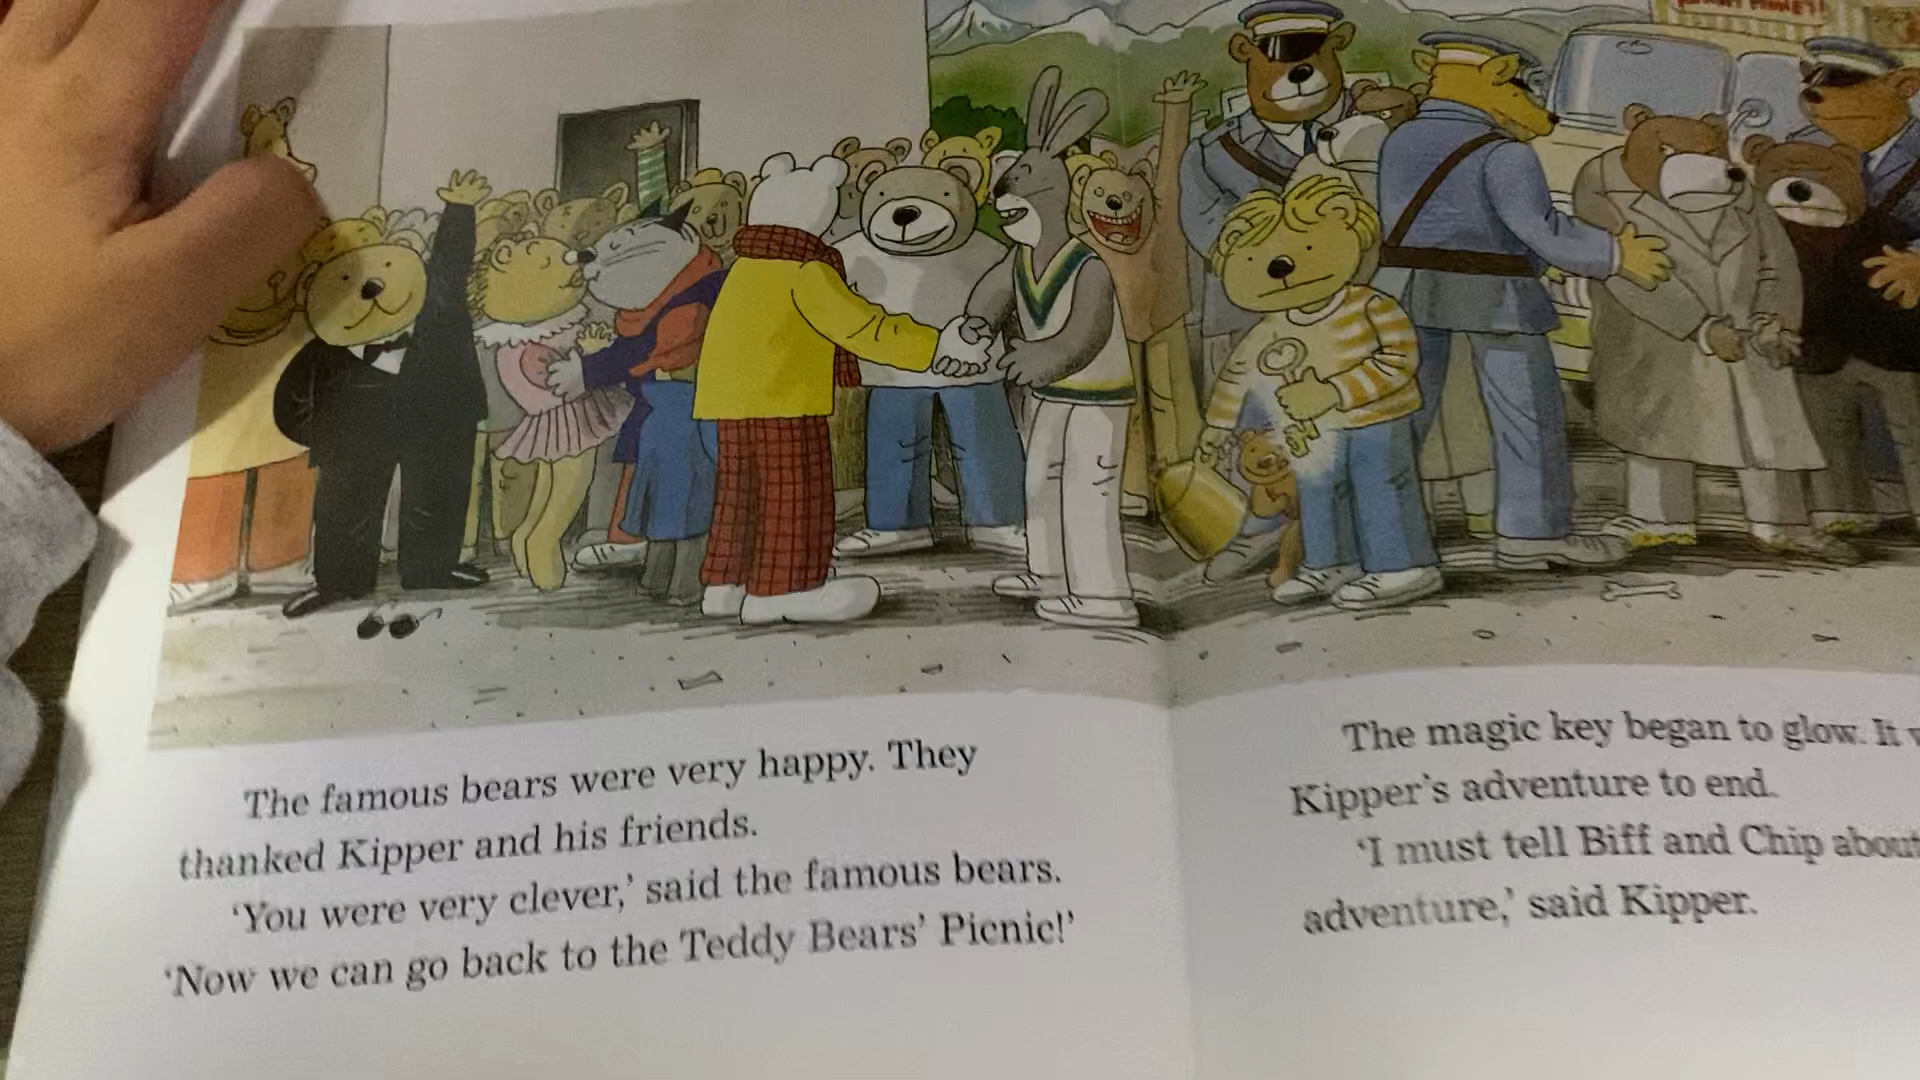 The famous bears were very happy. They
thanked Kipper and his friends.
‘You were very clever,’ said the famous bears.
‘Now we can go back to the Teddy Bears’ Picnic!’
The magic key began to glow. It
Kipper’s adventure to end.
‘I must tell Biff and Chip about
adventure,’ said Kipper.